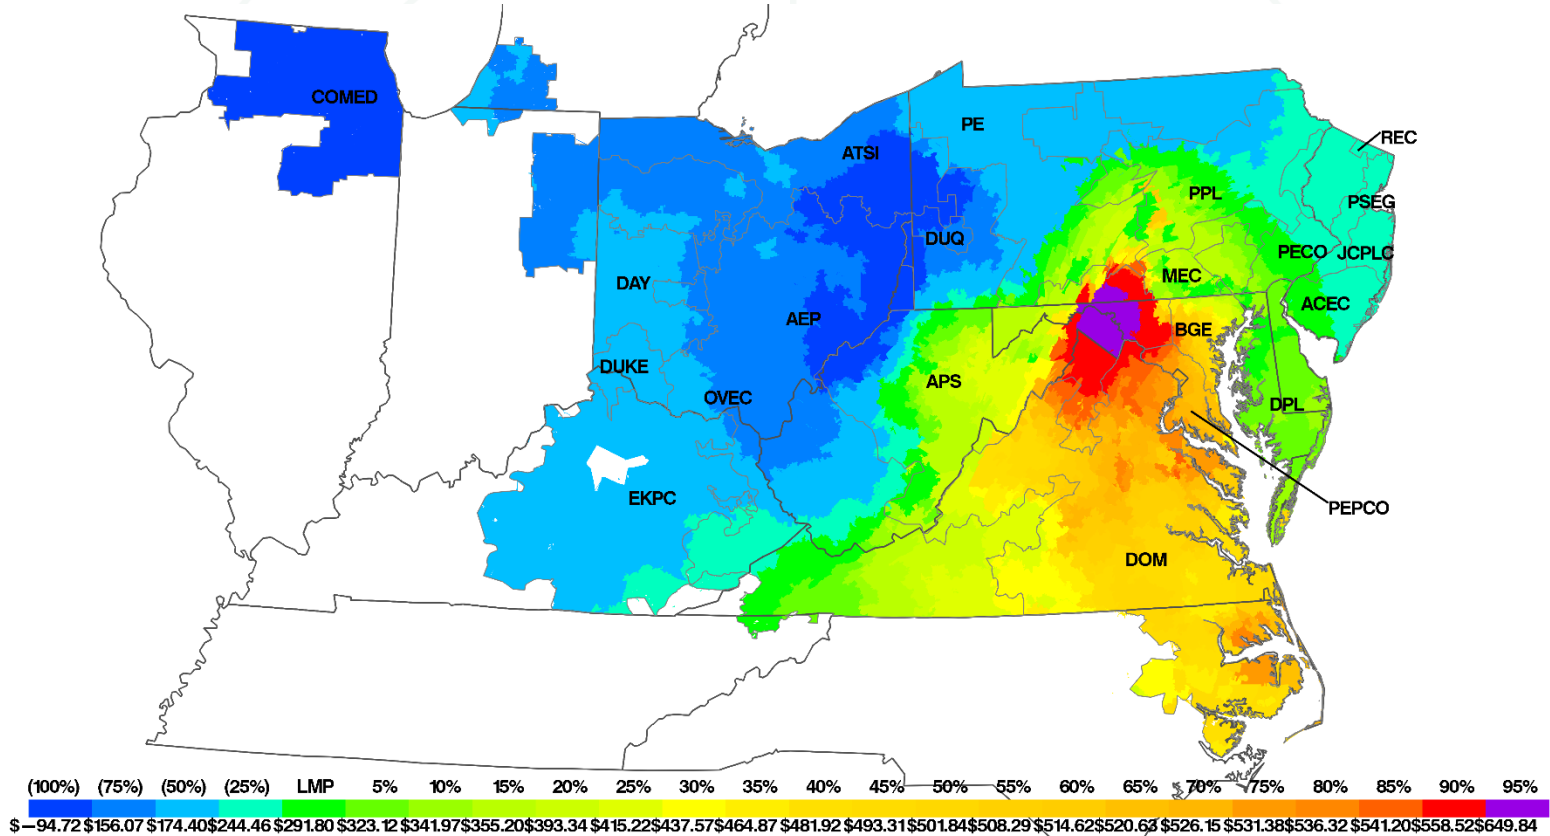 COMED
PE
REC
ATSI
PPL
PSEG
DUQ
PECO
JCPLC
DAY
MEC
ACEC
AEP
BGE
DUKE
APS
OVEC
DPL
EKPC
PEPCO
DOM
(100%) (75%) (50%) (25%) LMP 5% 10% 15% 20% 25% 30% 35% 40% 45% 50% 55% 60% 65% 70% 75% 80% 85% 90% 95%
$−94.72 $156.07 $174.40 $244.46 $291.80 $323.12 $341.97 $355.20 $393.34 $415.22 $437.57 $464.87 $481.92 $493.31 $501.84 $508.29 $514.62 $520.63 $526.15 $531.38 $536.32 $541.20 $558.52 $649.84